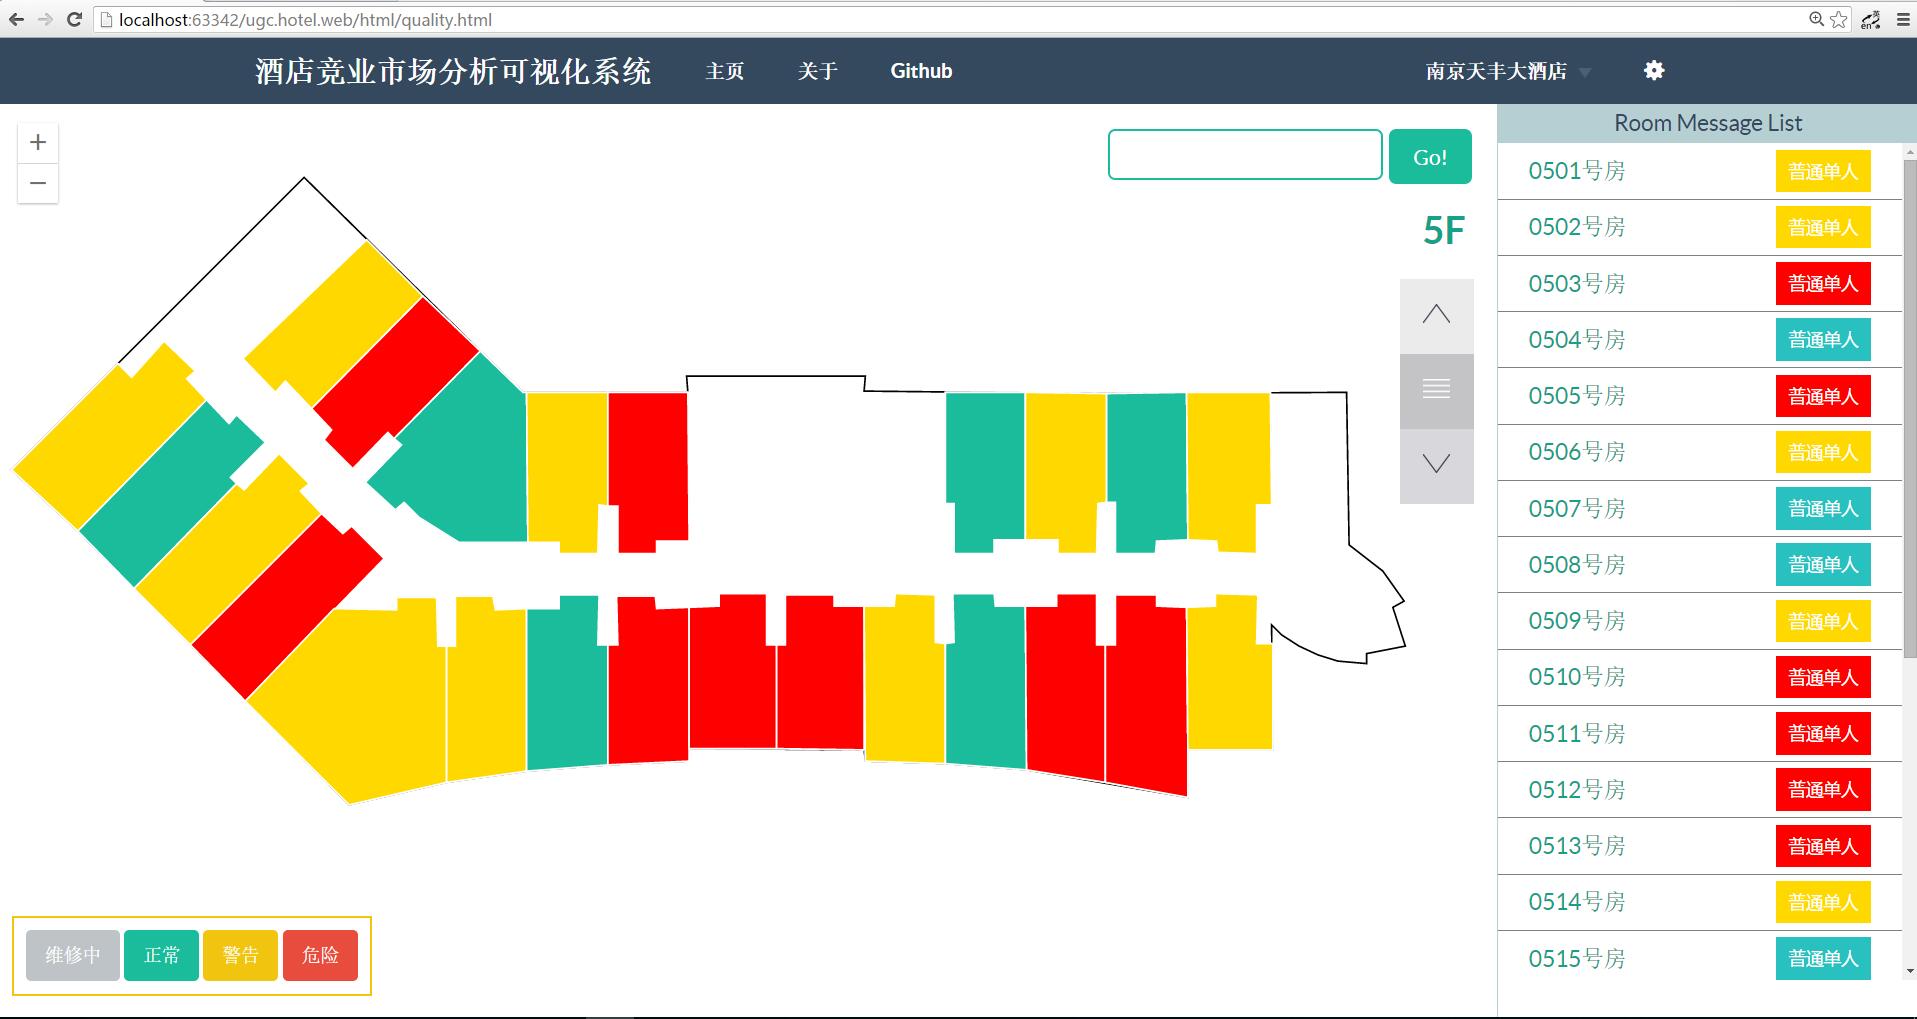 localhost:63342/ugc.hotel.web/html/quality.html
英
en
酒店竞业市场分析可视化系统 主页 关于 Github 南京天丰大酒店
Go!
5F
Room Message List
0501号房 普通单人
0502号房 普通单人
0503号房 普通单人
0504号房 普通单人
0505号房 普通单人
0506号房 普通单人
0507号房 普通单人
0508号房 普通单人
0509号房 普通单人
0510号房 普通单人
0511号房 普通单人
0512号房 普通单人
0513号房 普通单人
0514号房 普通单人
0515号房 普通单人
维修中 正常 警告 危险